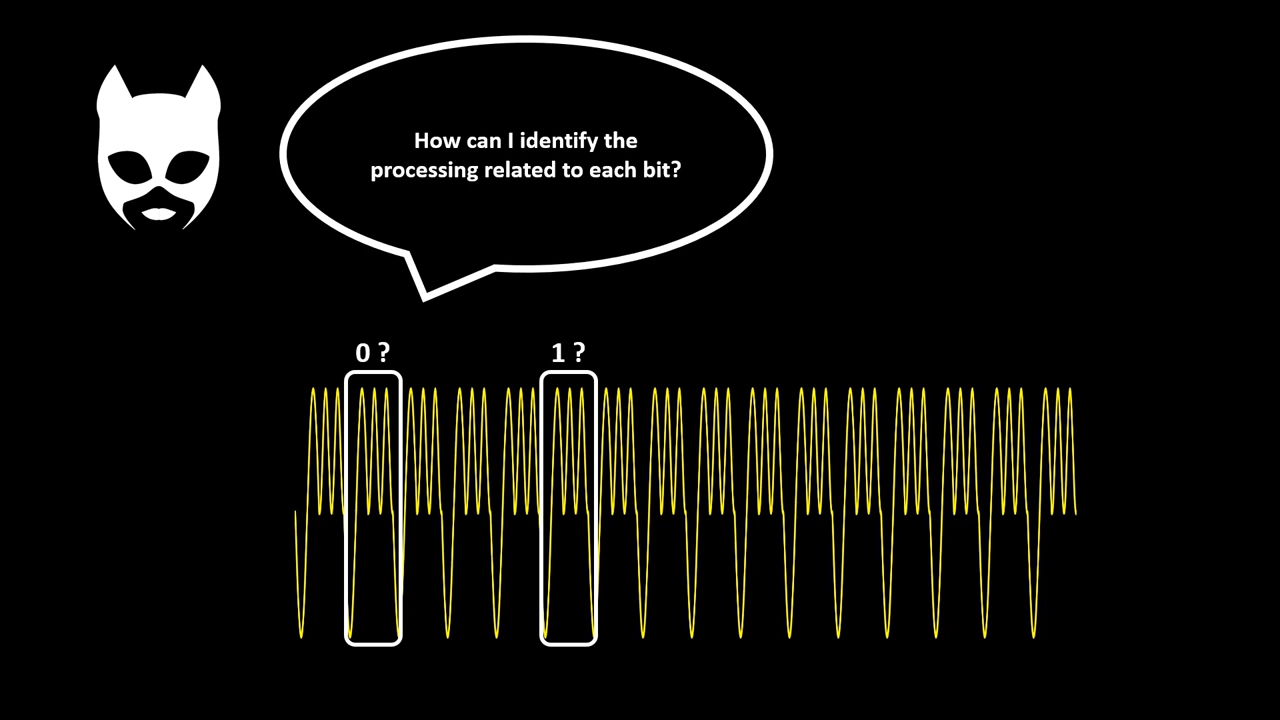 How can I identify the
processing related to each bit?
0 ?
1 ?